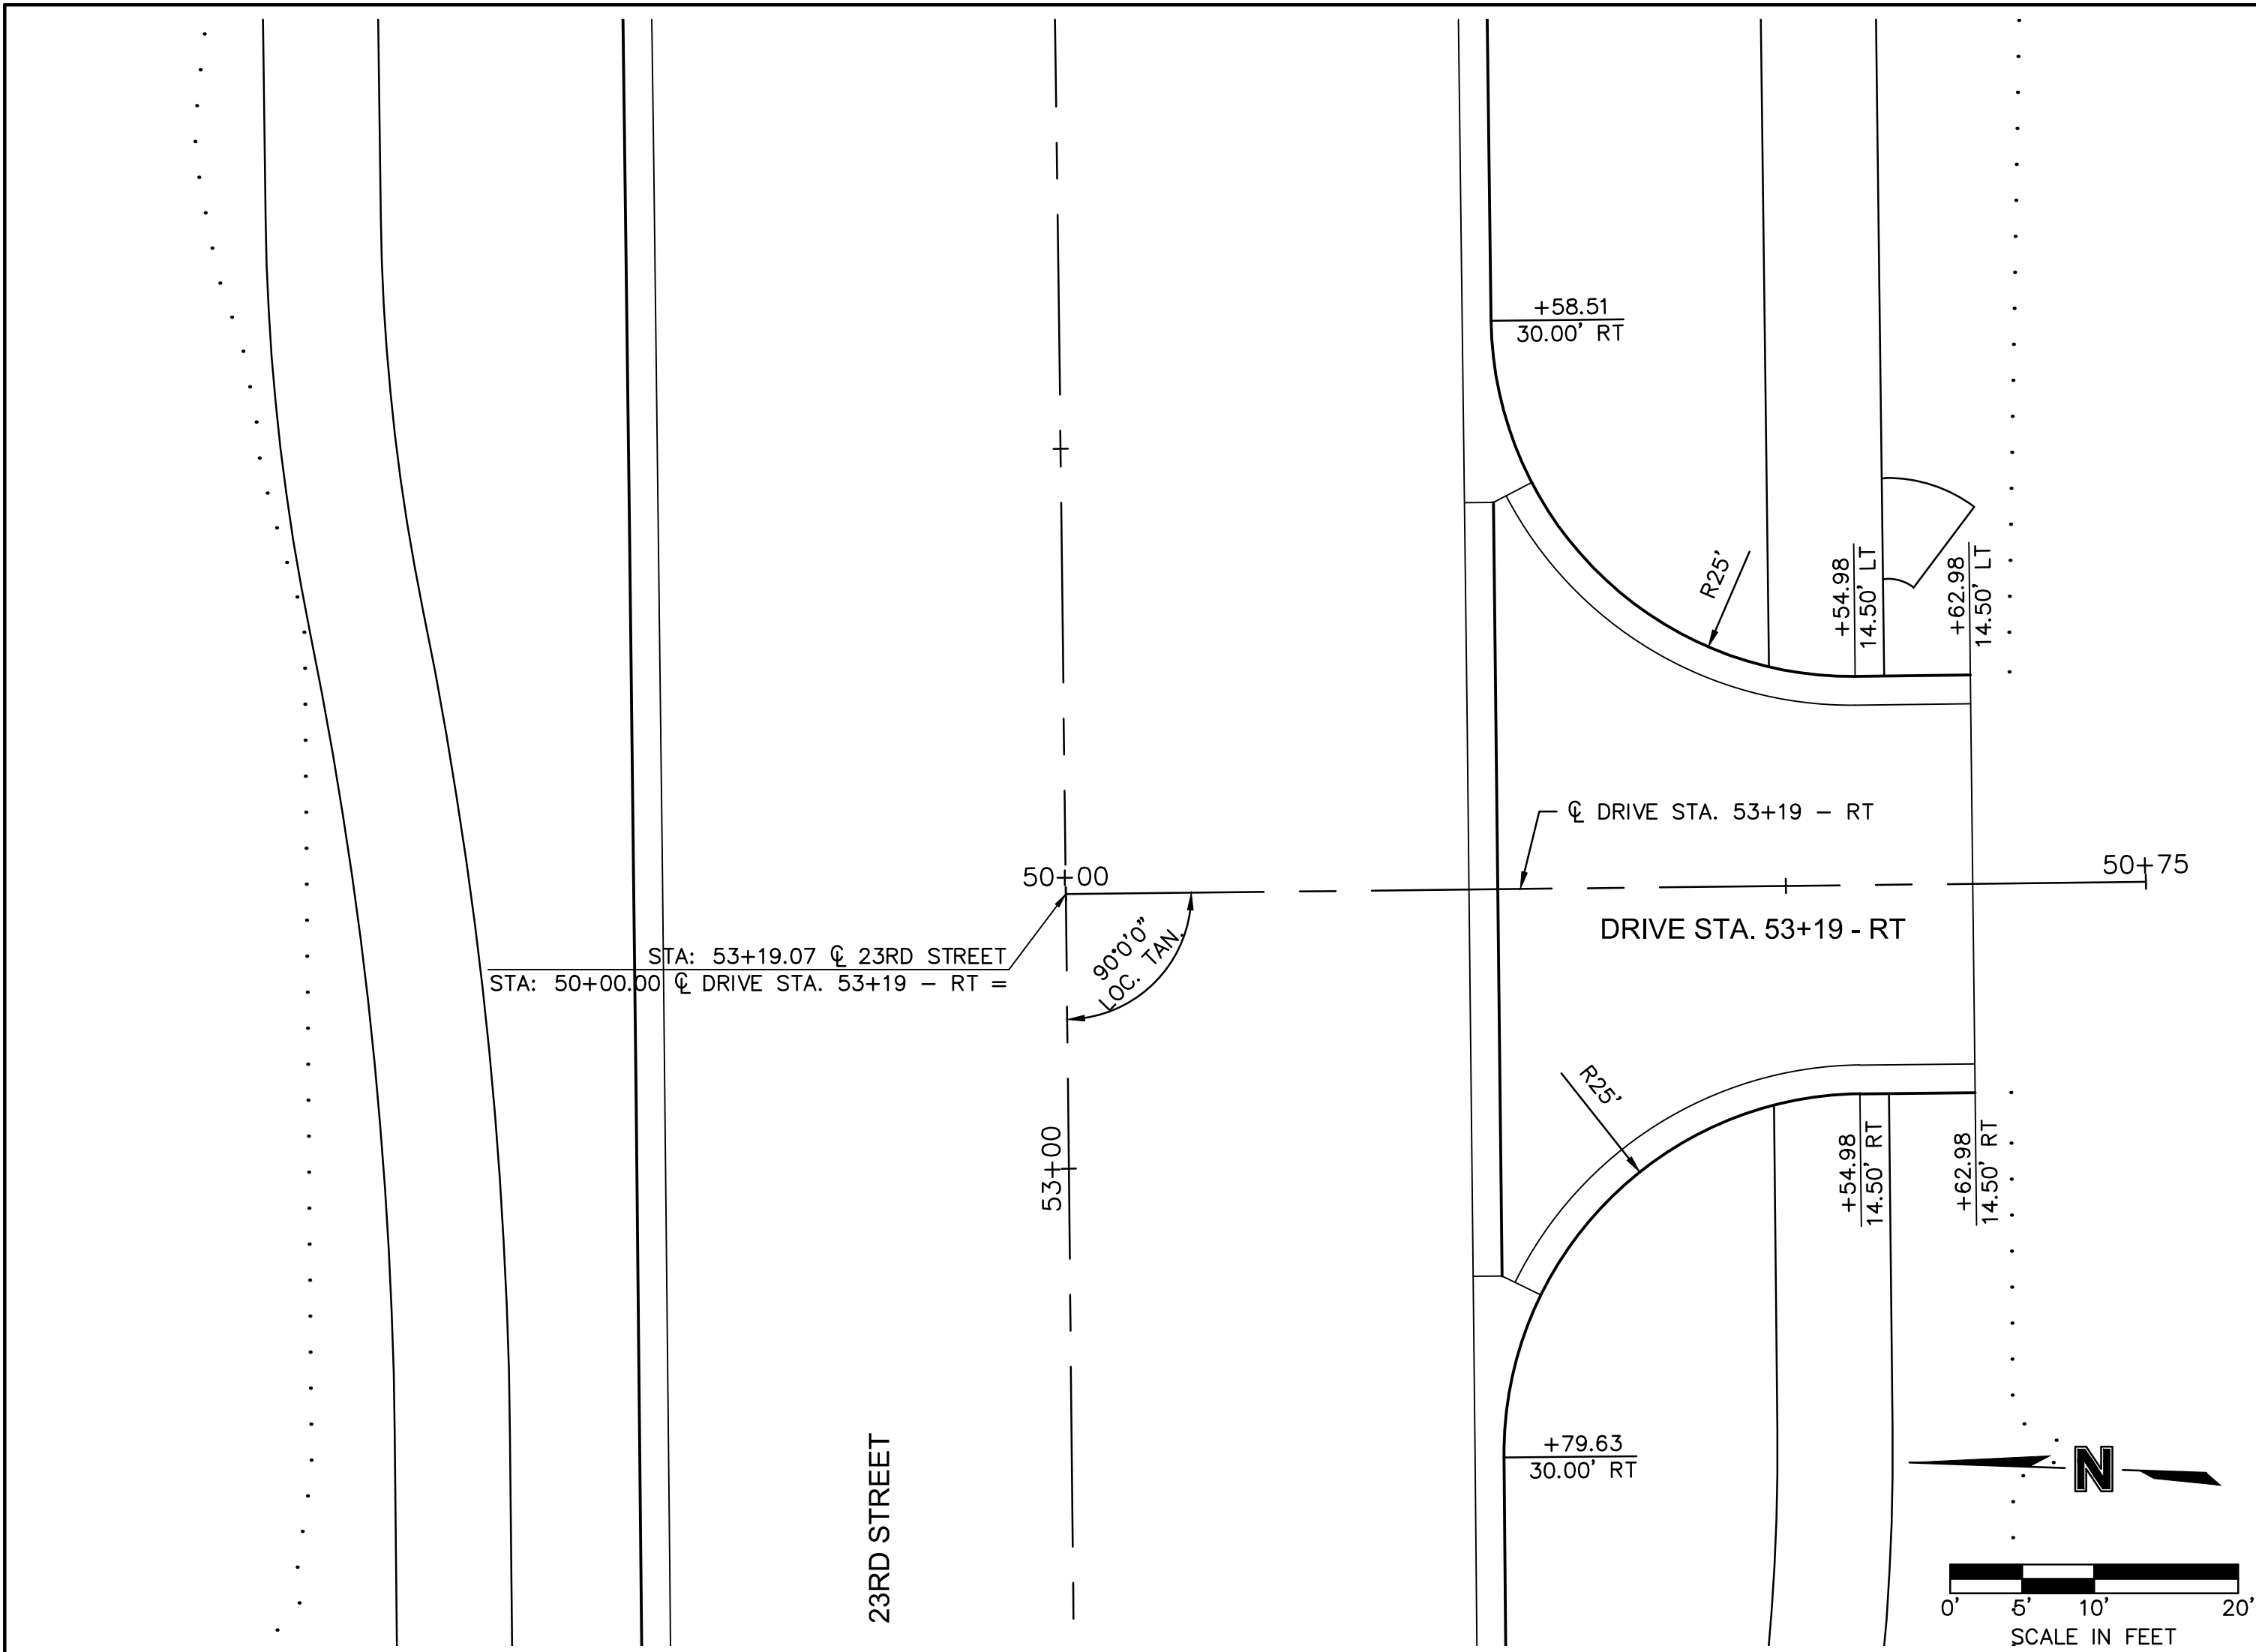 +58.51
30.00' RT
R25'
+54.98
14.50' LT
+62.98
14.50' LT
℄ DRIVE STA. 53+19 – RT
50+00
50+75
DRIVE STA. 53+19 - RT
STA: 53+19.07 ℄ 23RD STREET
STA: 50+00.00 ℄ DRIVE STA. 53+19 – RT =
90°0'0"
LOC. TAN.
R25'
53+00
+54.98
14.50' RT
+62.98
14.50' RT
+79.63
30.00' RT
23RD STREET
N
0' 5' 10' 20'
SCALE IN FEET